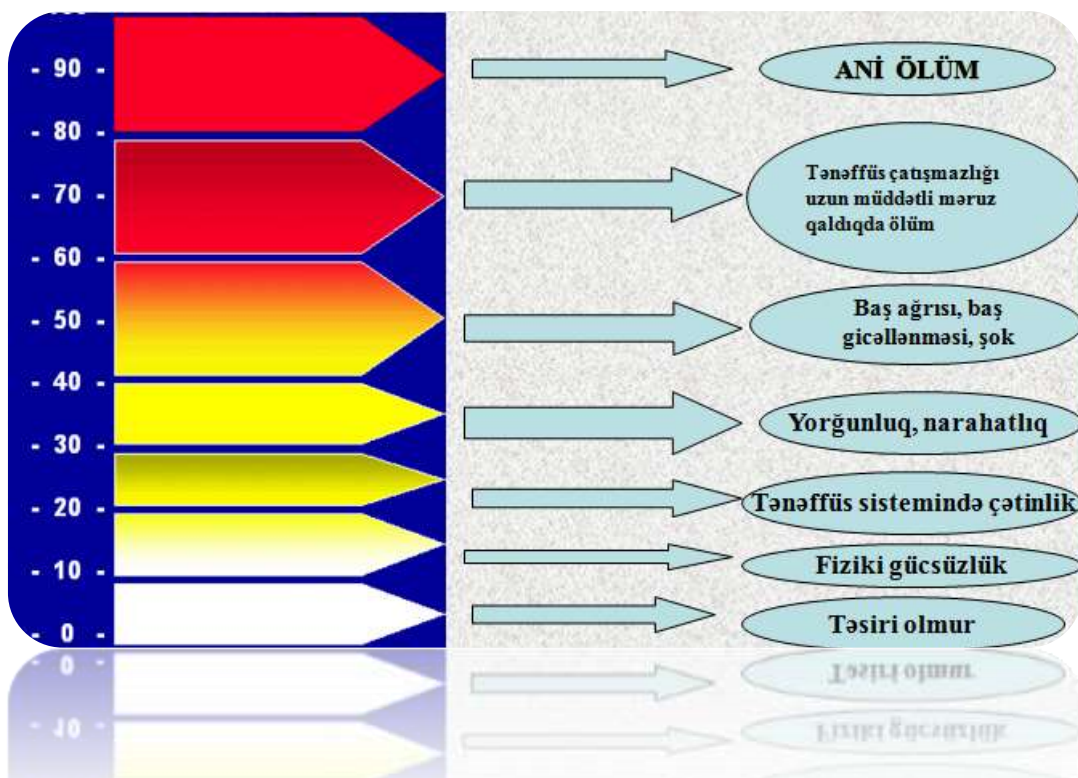 - 90 -
ANİ ÖLÜM
- 80 -
Tənəffüs çatışmazlığı
uzun müddətli məruz
qaldıqda ölüm
- 70 -
- 60 -
Baş ağrısı, baş
gicəllənməsi, şok
- 50 -
- 40 -
Yorğunluq, narahatlıq
- 30 -
Tənəffüs sistemində çətinlik
- 20 -
Fiziki gücsüzlük
- 10 -
Təsiri olmur
- 0 -